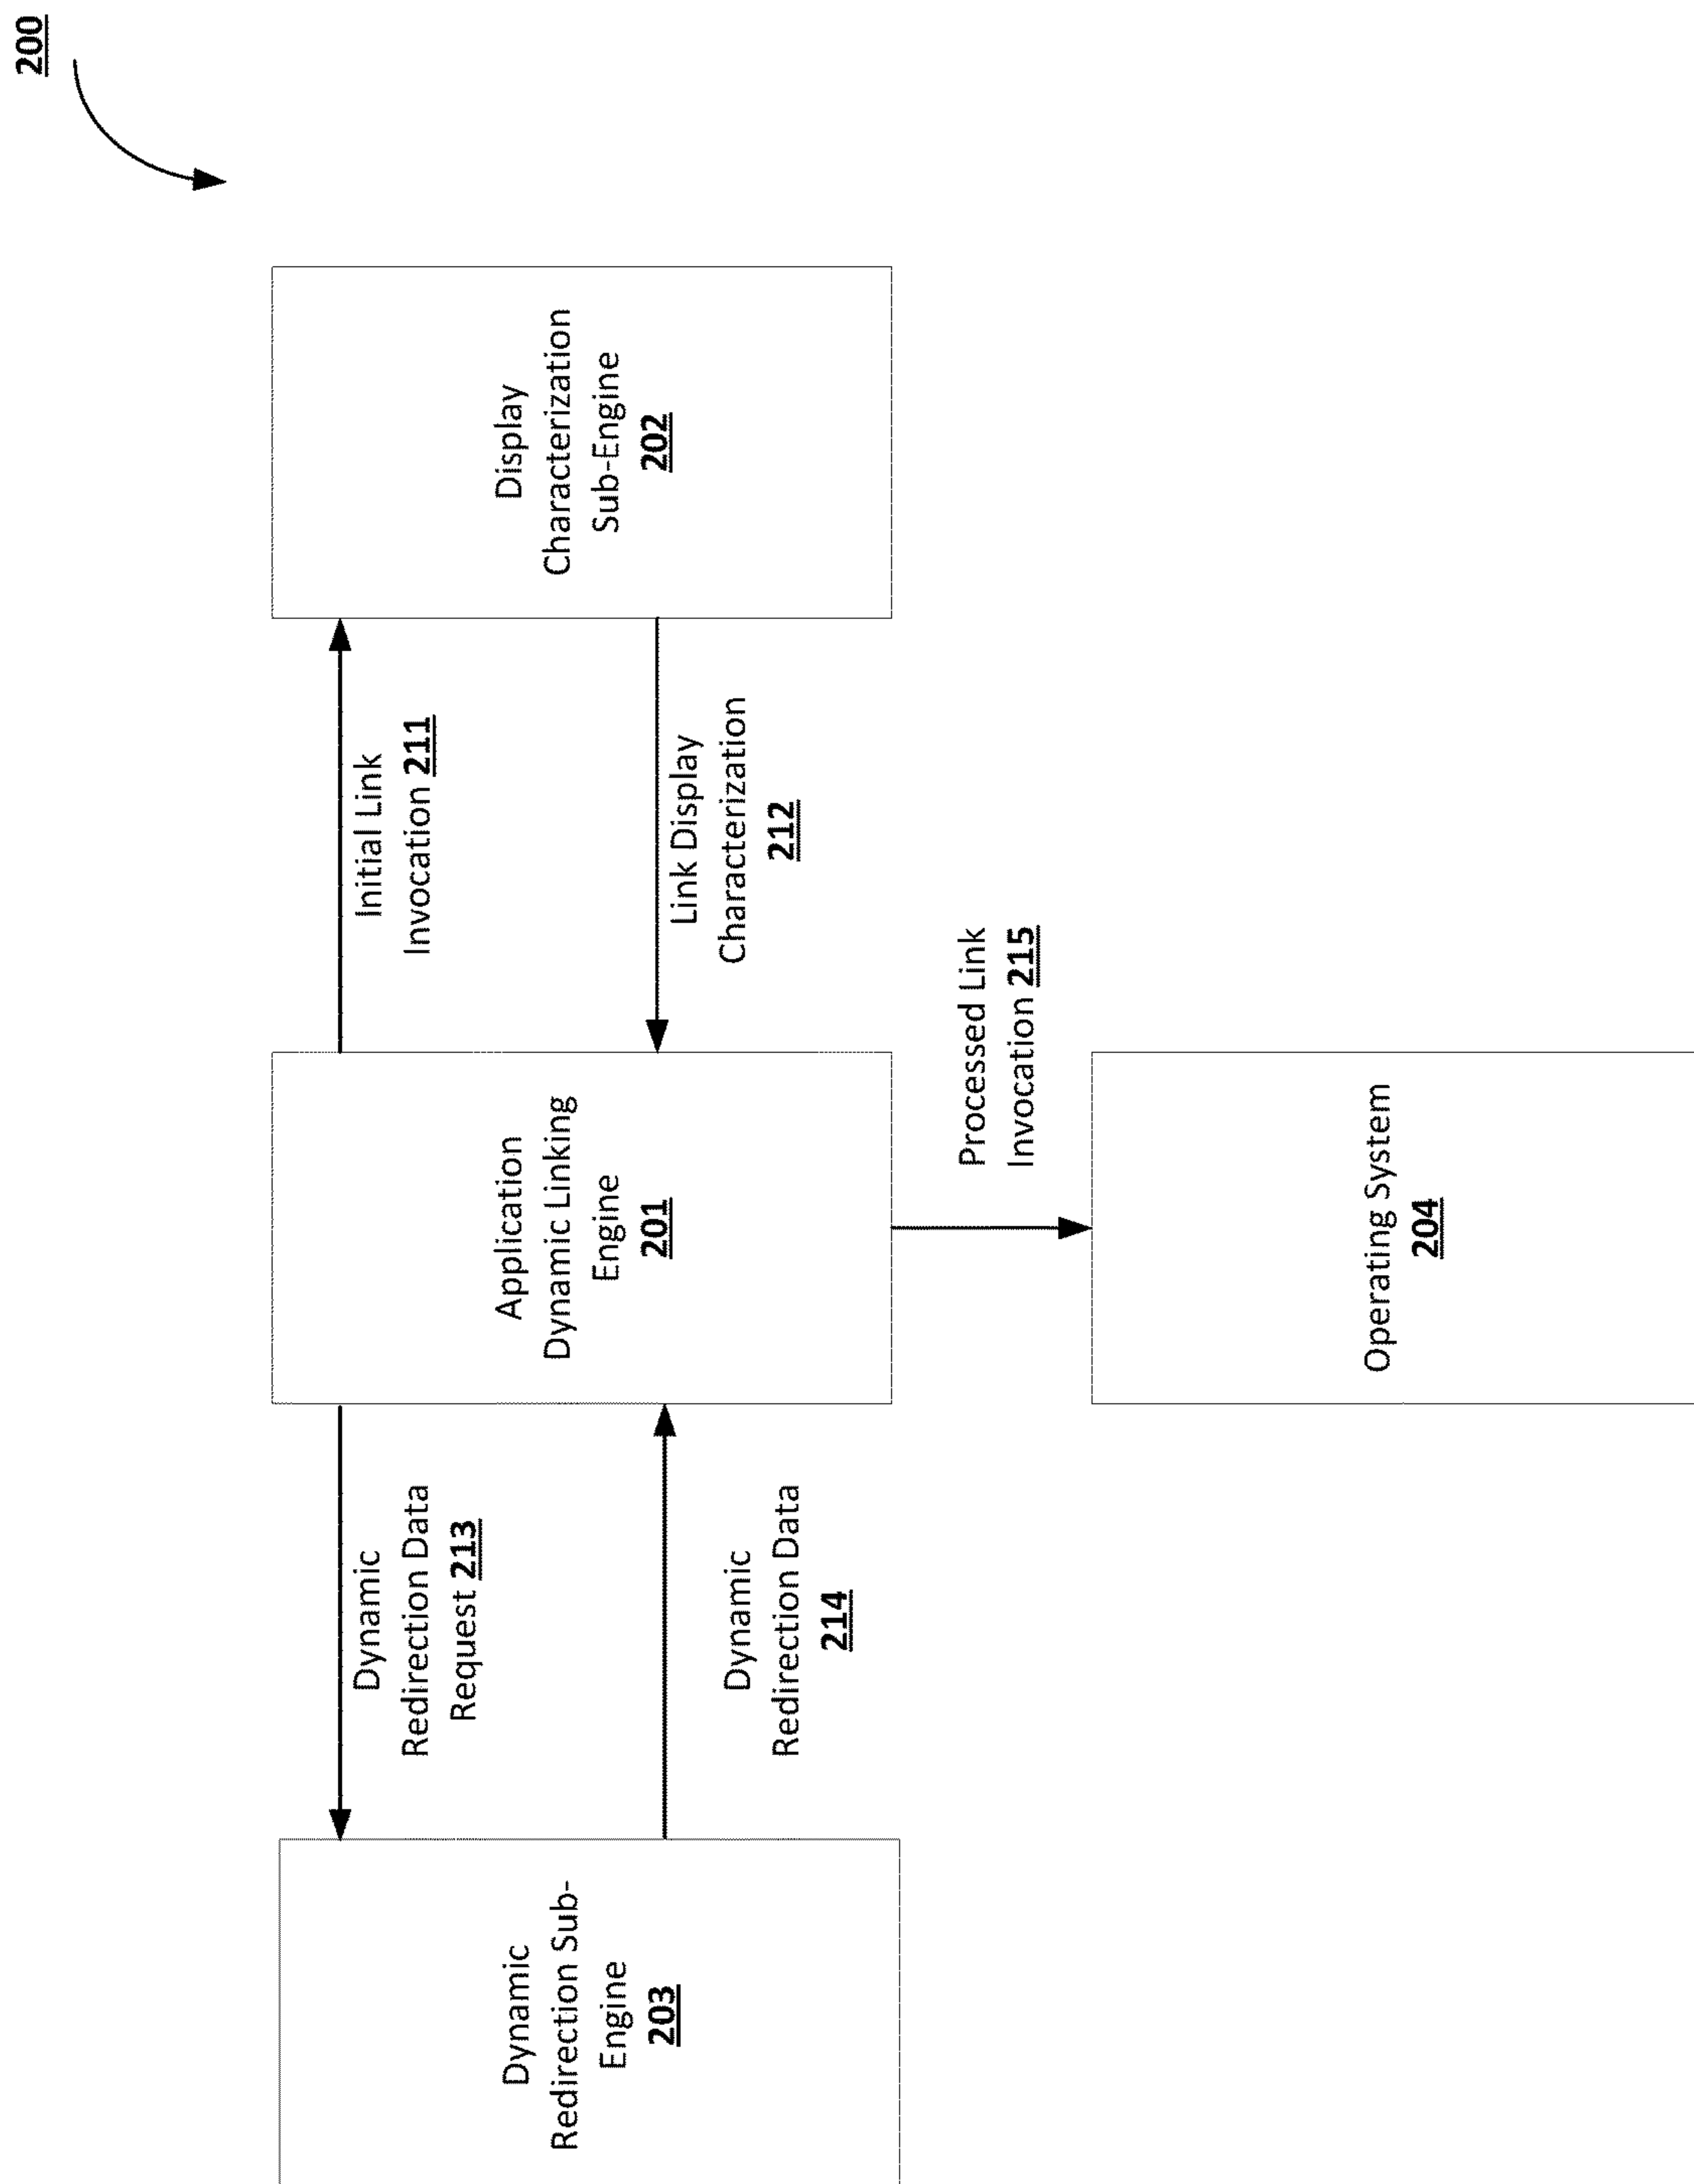 200
Dynamic
Redirection Sub-
Engine
203
Dynamic
Redirection Data
Request 213
Dynamic
Redirection Data
214
Application
Dynamic Linking
Engine
201
Initial Link
Invocation 211
Link Display
Characterization
212
Display
Characterization
Sub-Engine
202
Processed Link
Invocation 215
Operating System
204